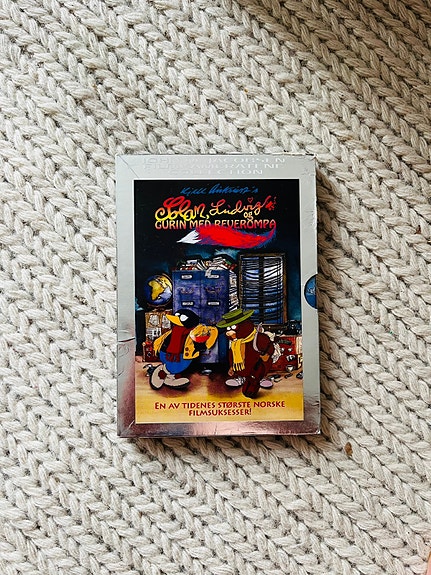 Kjell Aukrust's
Solan, Ludvig
og
GURIN MED REVEROMPA
EN AV TIDENES STØRSTE NORSKE
FILMSUKSESSER!